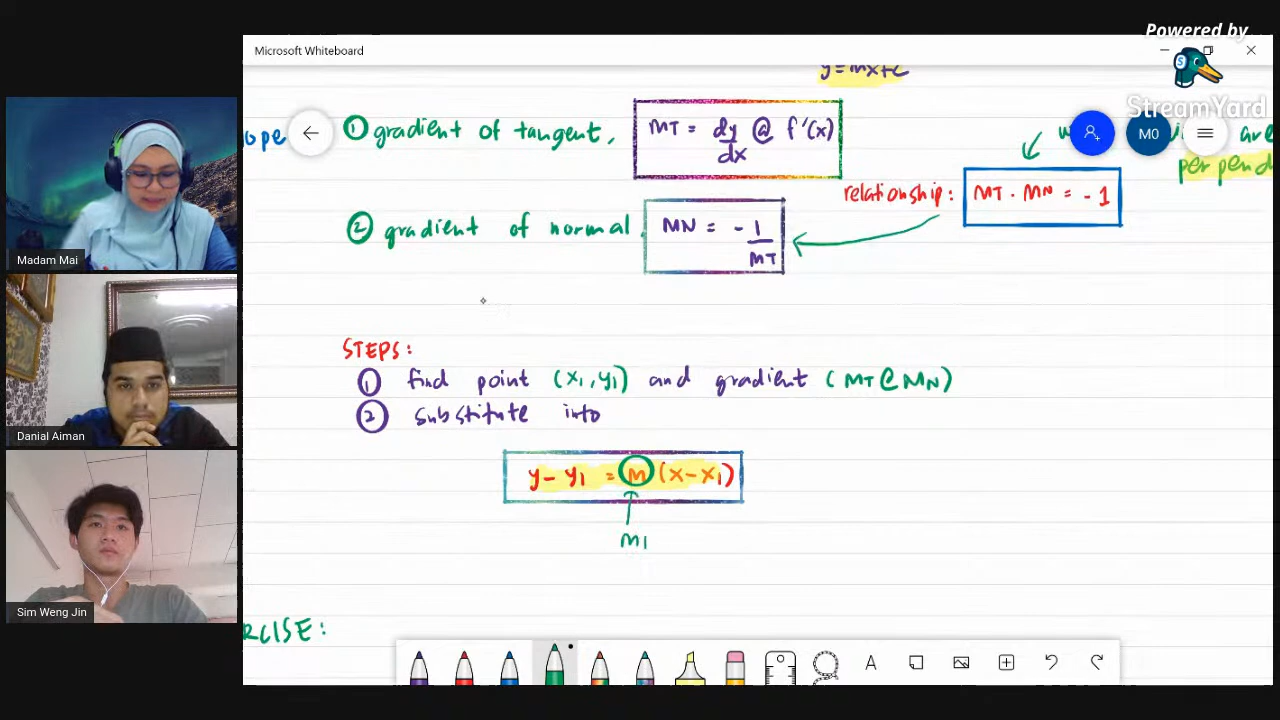 Powered by
StreamYard
Microsoft Whiteboard
y=mx+c
① gradient of tangent,
MT = dy/dx @ f'(x)
relationship:
MT . MN = -1
② gradient of normal
MN = - 1/MT
STEPS:
① find point (x1, y1) and gradient (MT@MN)
② substitute into
y- y1 = m (x- x1)
M1
RCISE:
Madam Mai
Danial Aiman
Sim Weng Jin
M0
A